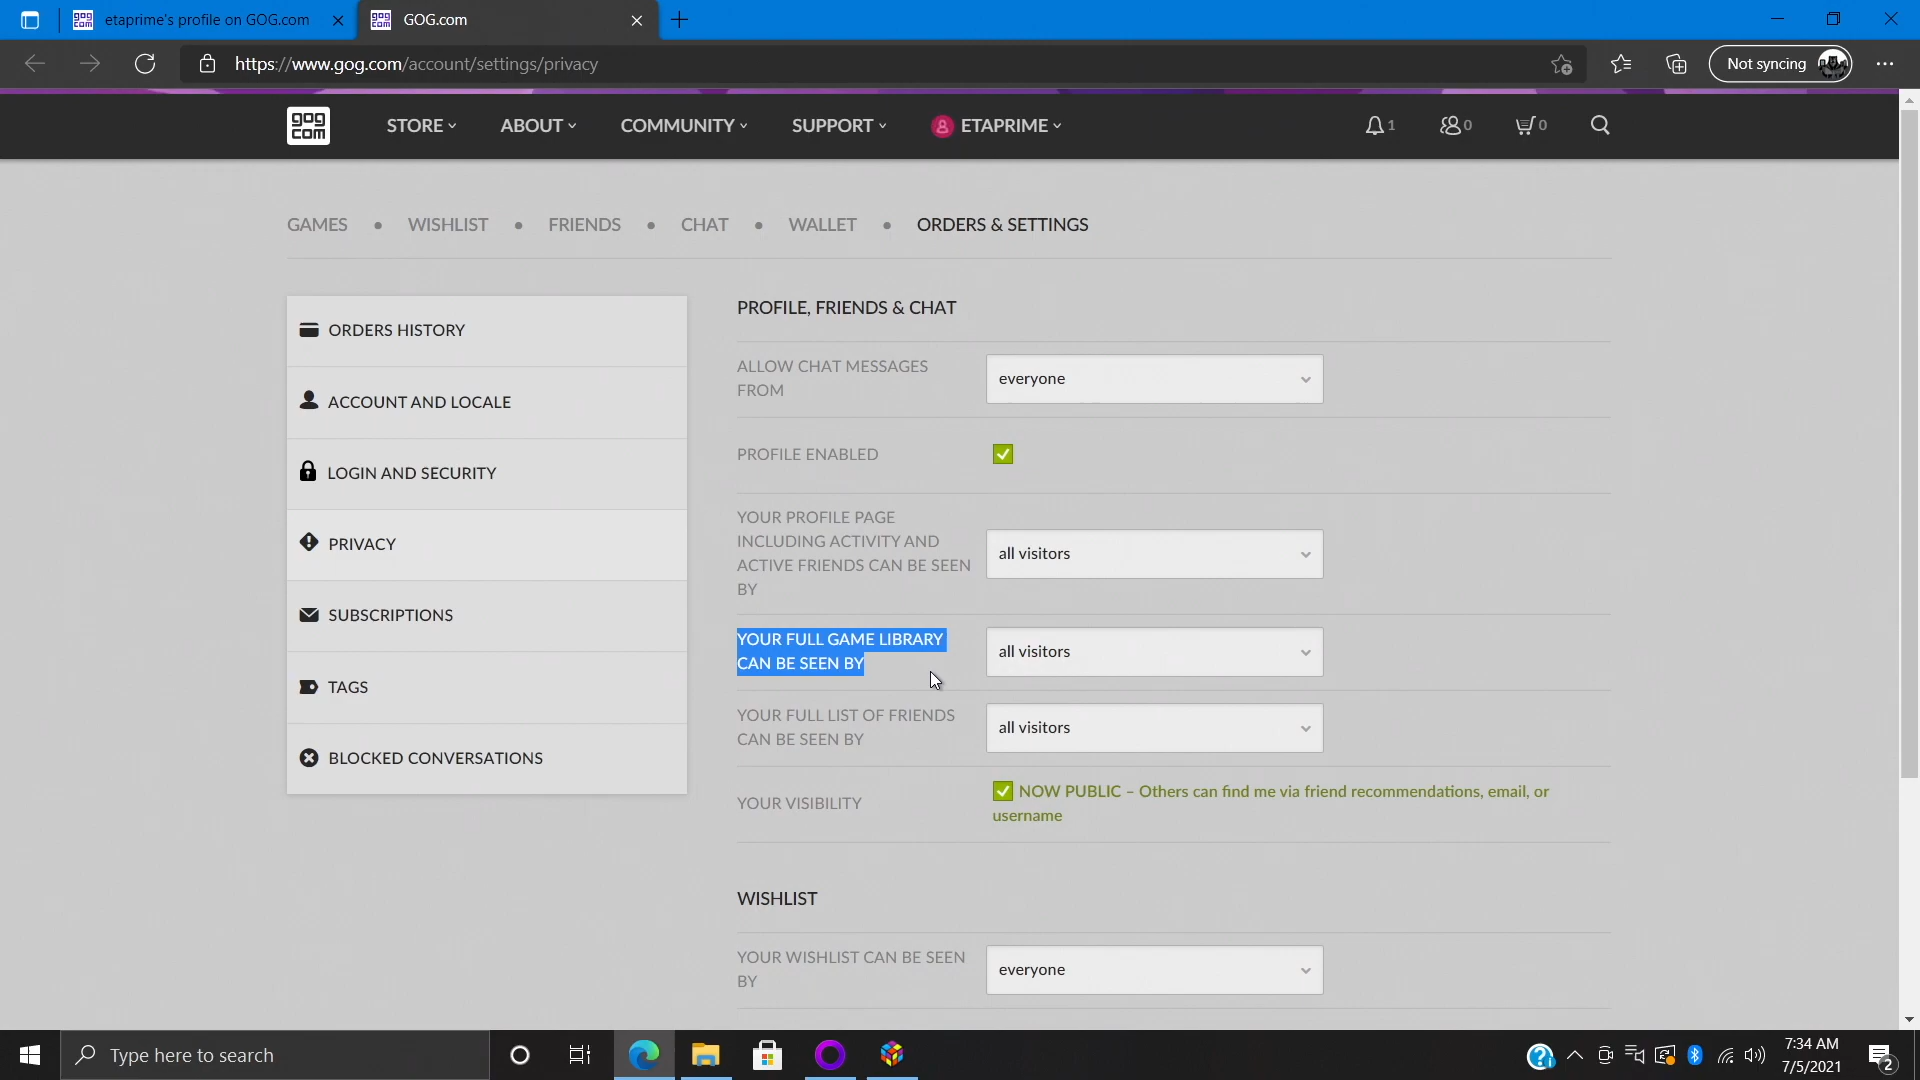 etaprime's profile on GOG.com
GOG.com
https://www.gog.com/account/settings/privacy
Not syncing
gog
com
STORE
ABOUT
COMMUNITY
SUPPORT
ETAPRIME
1
0
0
GAMES • WISHLIST • FRIENDS • CHAT • WALLET • ORDERS & SETTINGS
ORDERS HISTORY
ACCOUNT AND LOCALE
LOGIN AND SECURITY
PRIVACY
SUBSCRIPTIONS
TAGS
BLOCKED CONVERSATIONS
PROFILE, FRIENDS & CHAT
ALLOW CHAT MESSAGES
FROM
everyone
PROFILE ENABLED
YOUR PROFILE PAGE
INCLUDING ACTIVITY AND
ACTIVE FRIENDS CAN BE SEEN
BY
all visitors
YOUR FULL GAME LIBRARY
CAN BE SEEN BY
all visitors
YOUR FULL LIST OF FRIENDS
CAN BE SEEN BY
all visitors
YOUR VISIBILITY
NOW PUBLIC – Others can find me via friend recommendations, email, or
username
WISHLIST
YOUR WISHLIST CAN BE SEEN
BY
everyone
Type here to search
7:34 AM
7/5/2021
2